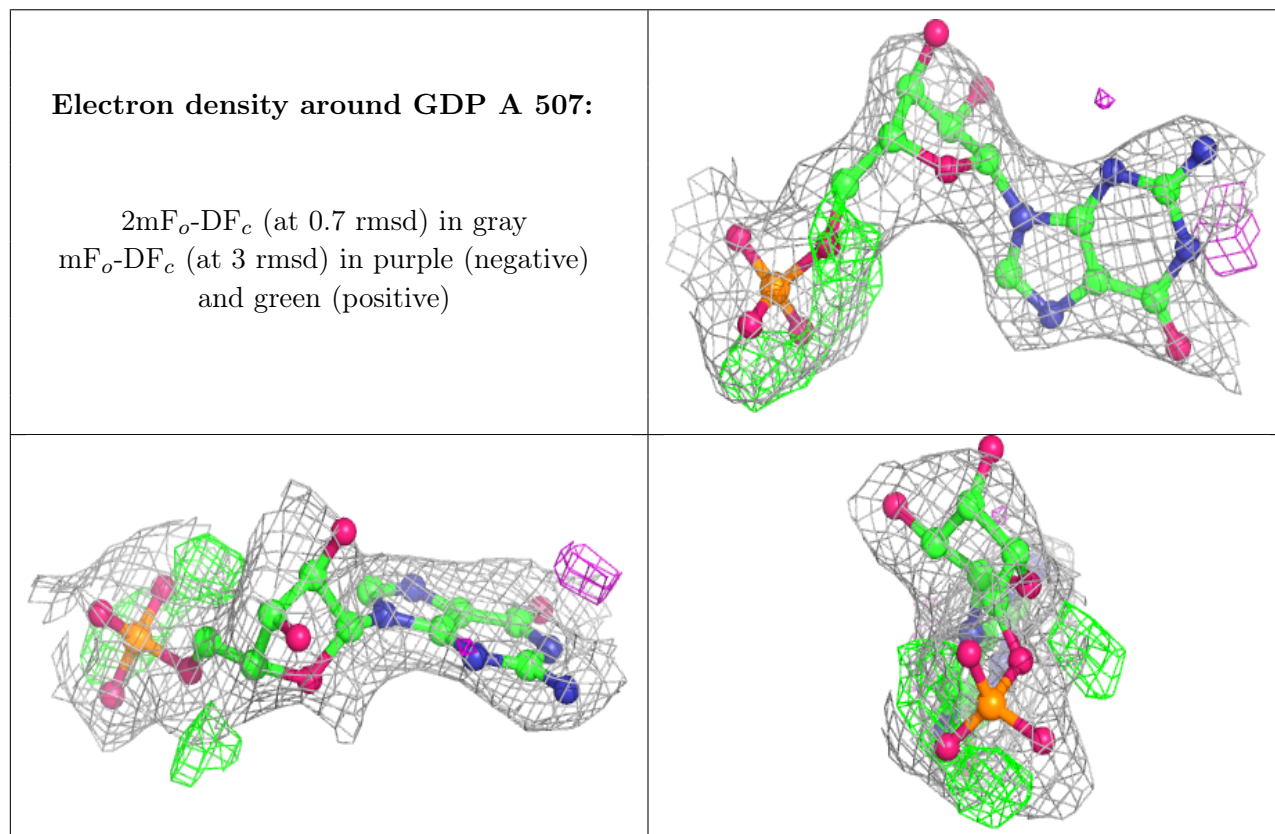 Electron density around GDP A 507:
2mFo-DFc (at 0.7 rmsd) in gray
mFo-DFc (at 3 rmsd) in purple (negative)
and green (positive)